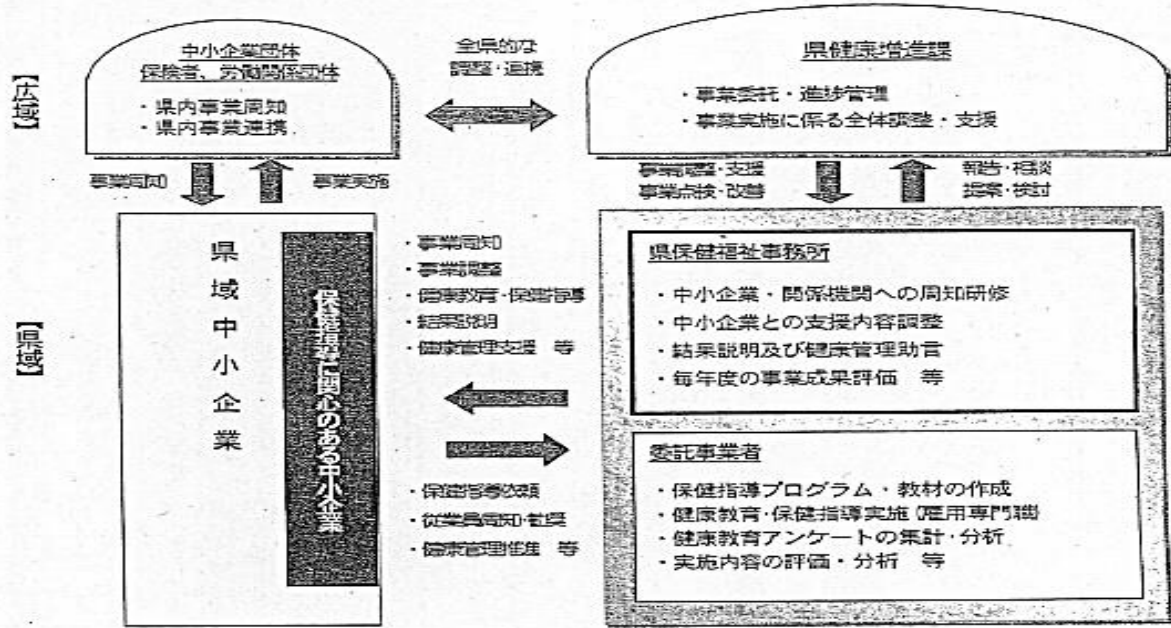 【広域】
中小企業団体
保険者、労働関係団体
・県内事業周知
・県内事業連携
全県的な
調整・連携
県健康増進課
・事業委託・進捗管理
・事業実施に係る全体調整・支援
事業周知
事業実施
事業調整・支援
事業点検・改善
報告・相談
提案・検討
【県域】
県域中小企業
保健指導に関心のある中小企業
・事業周知
・事業調整
・健康教育・保健指導
・結果説明
・健康管理支援 等
・保健指導依頼
・従業員周知・勧奨
・健康管理推進 等
県保健福祉事務所
・中小企業・関係機関への周知研修
・中小企業との支援内容調整
・結果説明及び健康管理助言
・毎年度の事業成果評価 等
委託事業者
・保健指導プログラム・教材の作成
・健康教育・保健指導実施(雇用専門職)
・健康教育アンケートの集計・分析
・実施内容の評価・分析 等